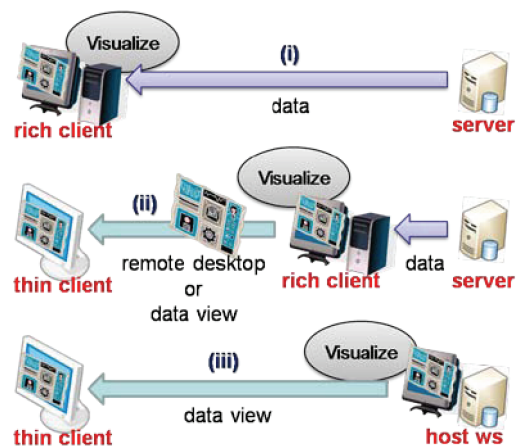 Visualize
(i)
data
rich client
server
Visualize
(ii)
remote desktop
or
data view
thin client
rich client
data
server
Visualize
(iii)
data view
thin client
host ws